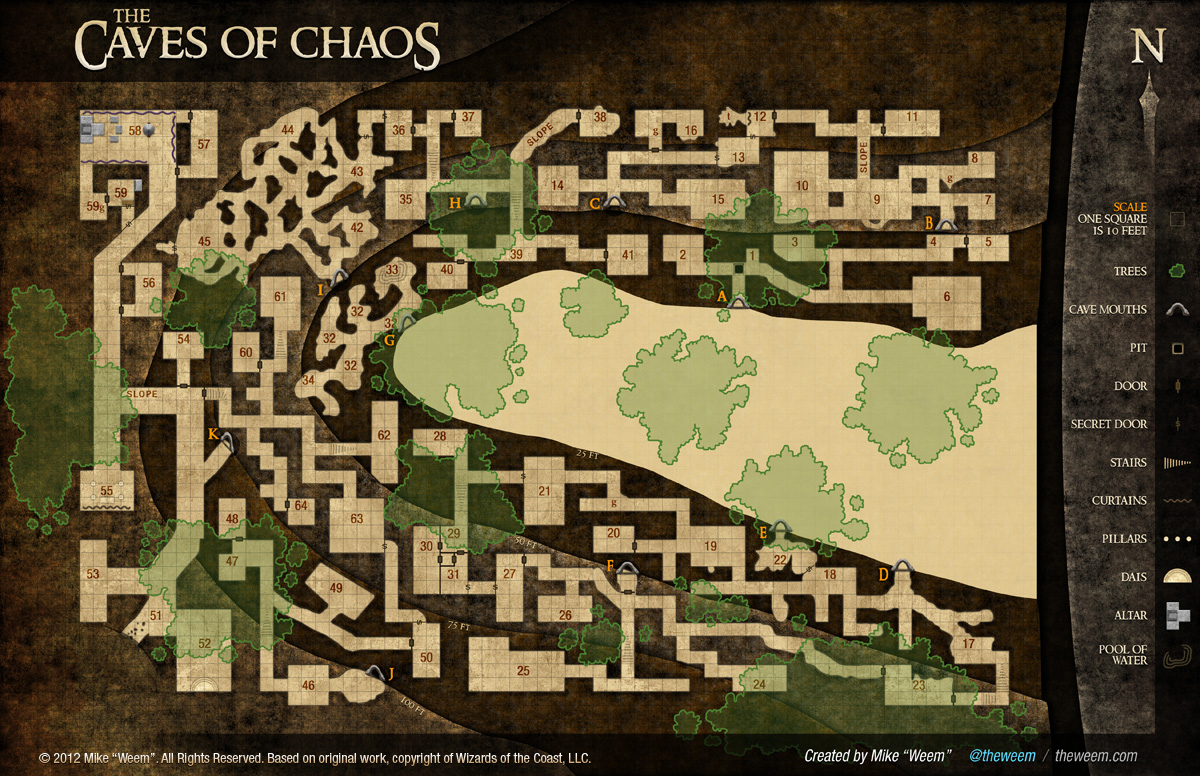 THE
CAVES OF CHAOS
N
58
57
44
36
37
SLOPE
38
g
16
12
11
13
SLOPE
8
43
59
59g
35
H
14
C
15
10
9
g
7
B
42
45
39
41
2
1
3
4
5
56
I
33
40
A
6
61
32
32
G
54
60
32
34
SLOPE
K
62
28
25 FT
55
21
48
64
63
g
E
20
29
50 FT
30
19
47
22
53
31
27
F
18
D
49
26
51
52
75 FT
50
17
25
J
46
24
23
100 FT
SCALE
ONE SQUARE
IS 10 FEET
TREES
CAVE MOUTHS
PIT
DOOR
SECRET DOOR
STAIRS
CURTAINS
PILLARS
DAIS
ALTAR
POOL OF
WATER
© 2012 Mike “Weem”. All Rights Reserved. Based on original work, copyright of Wizards of the Coast, LLC.
Created by Mike “Weem” @theweem / theweem.com